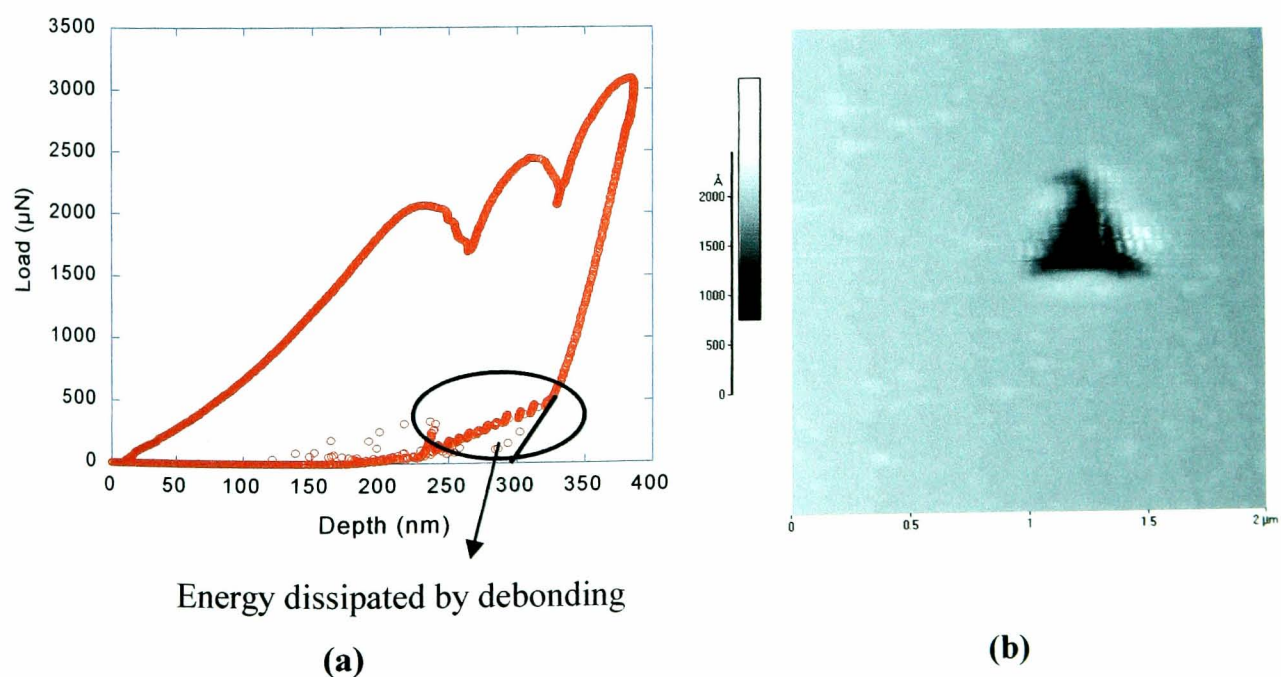 3500
3000
2500
2000
1500
1000
500
0
Load (µN)
0 50 100 150 200 250 300 350 400
Depth (nm)
Energy dissipated by debonding
(a)
Å
2000
1500
1000
500
0
0 0.5 1 1 5 2 µm
(b)